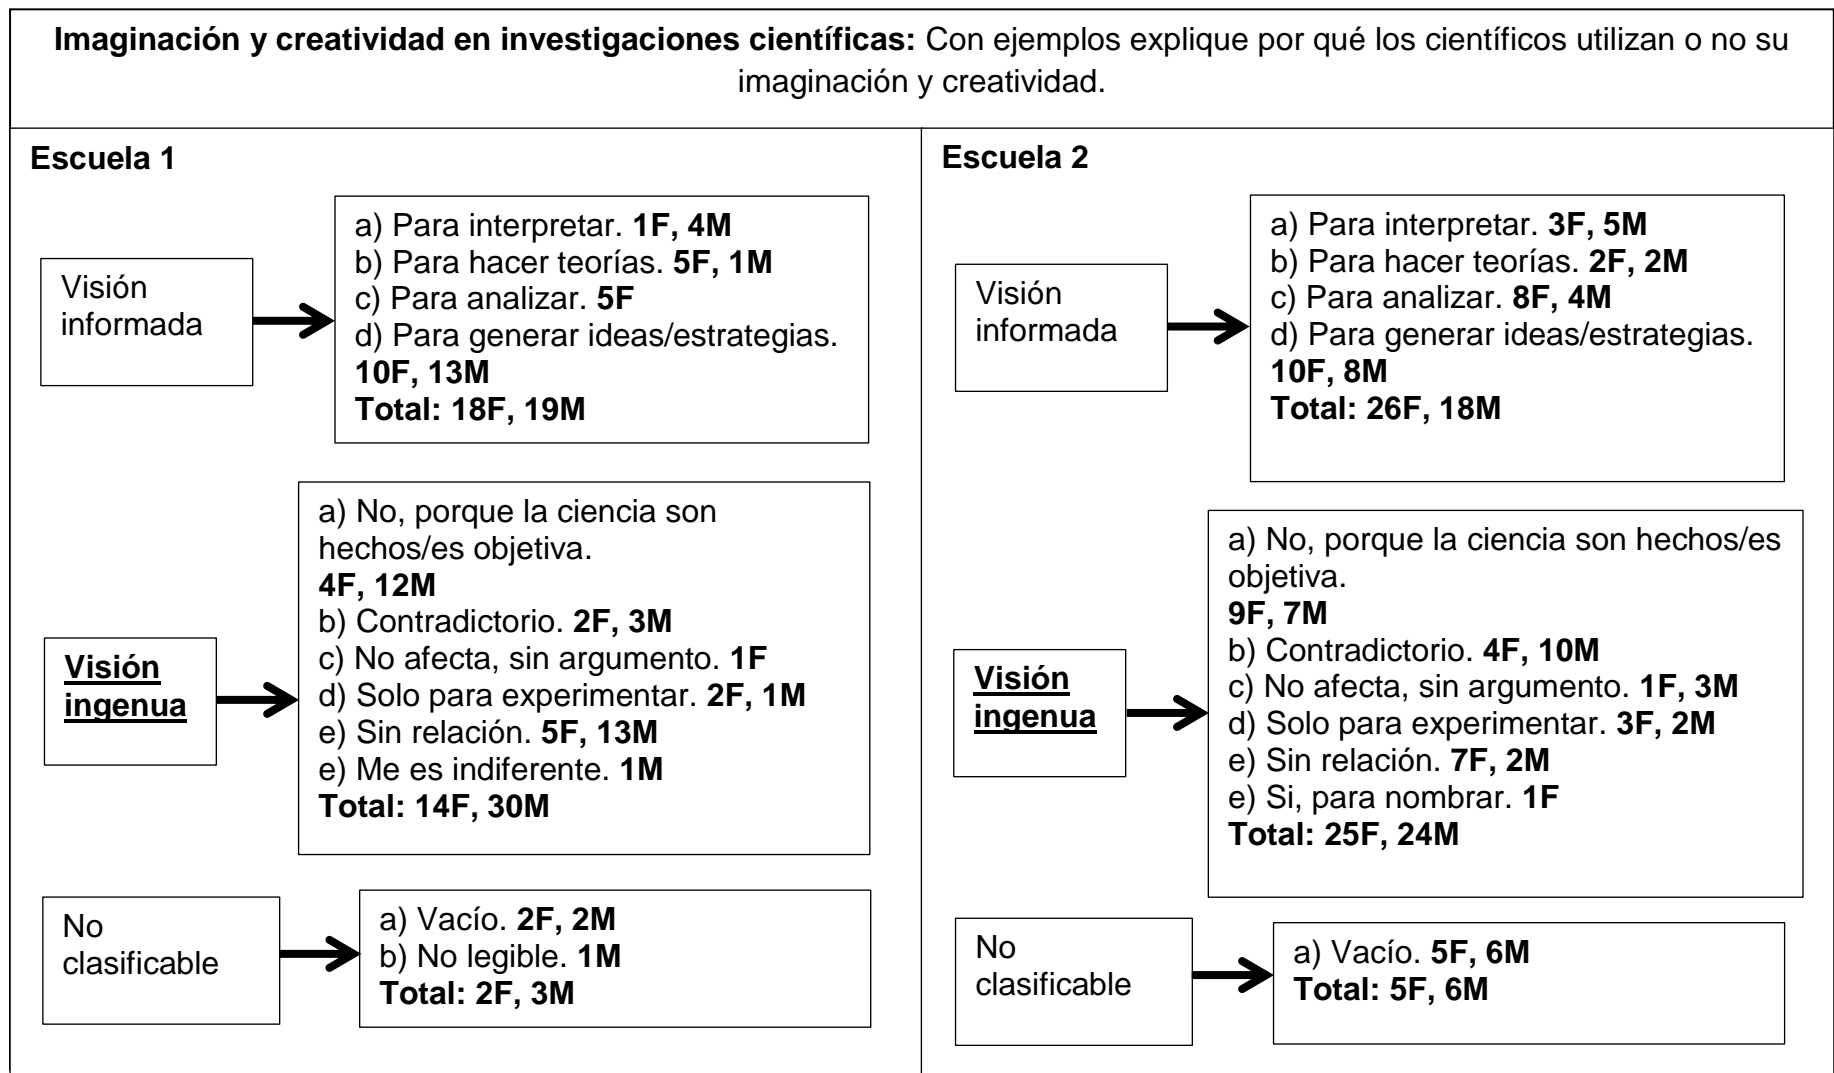 Imaginación y creatividad en investigaciones científicas: Con ejemplos explique por qué los científicos utilizan o no su
imaginación y creatividad.
Escuela 1
Visión
informada
a) Para interpretar. 1F, 4M
b) Para hacer teorías. 5F, 1M
c) Para analizar. 5F
d) Para generar ideas/estrategias.
10F, 13M
Total: 18F, 19M
Visión
ingenua
a) No, porque la ciencia son
hechos/es objetiva.
4F, 12M
b) Contradictorio. 2F, 3M
c) No afecta, sin argumento. 1F
d) Solo para experimentar. 2F, 1M
e) Sin relación. 5F, 13M
e) Me es indiferente. 1M
Total: 14F, 30M
No
clasificable
a) Vacío. 2F, 2M
b) No legible. 1M
Total: 2F, 3M
Escuela 2
Visión
informada
a) Para interpretar. 3F, 5M
b) Para hacer teorías. 2F, 2M
c) Para analizar. 8F, 4M
d) Para generar ideas/estrategias.
10F, 8M
Total: 26F, 18M
Visión
ingenua
a) No, porque la ciencia son hechos/es
objetiva.
9F, 7M
b) Contradictorio. 4F, 10M
c) No afecta, sin argumento. 1F, 3M
d) Solo para experimentar. 3F, 2M
e) Sin relación. 7F, 2M
e) Si, para nombrar. 1F
Total: 25F, 24M
No
clasificable
a) Vacío. 5F, 6M
Total: 5F, 6M